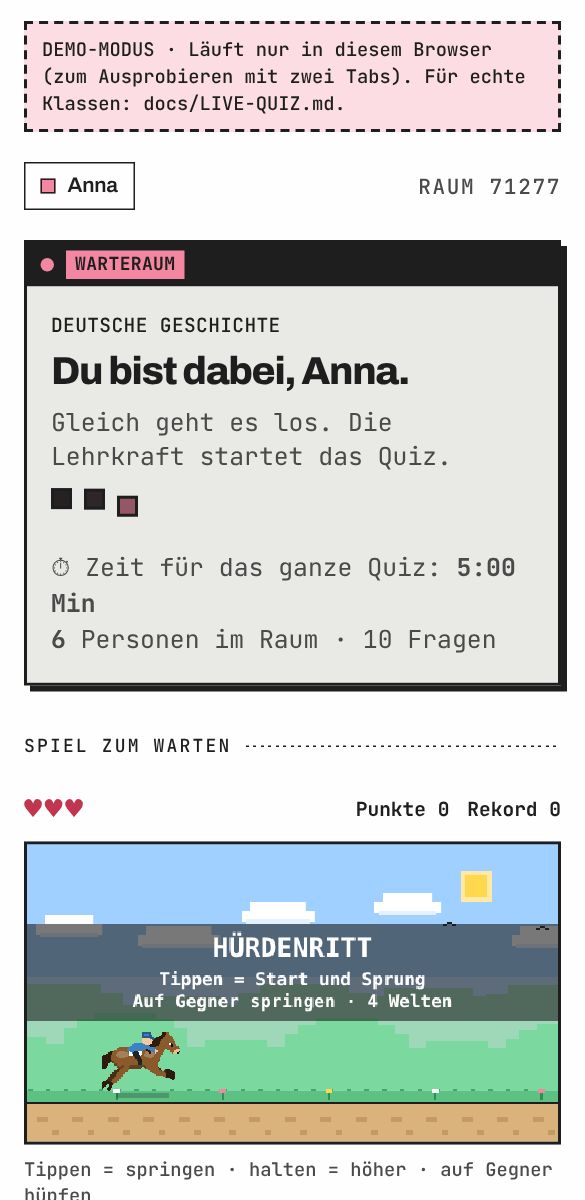 DEMO-MODUS · Läuft nur in diesem Browser
(zum Ausprobieren mit zwei Tabs). Für echte
Klassen: docs/LIVE-QUIZ.md.
Anna
RAUM 71277
WARTERAUM
DEUTSCHE GESCHICHTE
Du bist dabei, Anna.
Gleich geht es los. Die
Lehrkraft startet das Quiz.
⏱ Zeit für das ganze Quiz: 5:00
Min
6 Personen im Raum · 10 Fragen
SPIEL ZUM WARTEN
♥♥♥ Punkte 0 Rekord 0
HÜRDENRITT
Tippen = Start und Sprung
Auf Gegner springen · 4 Welten
Tippen = springen · halten = höher · auf Gegner
hüpfen